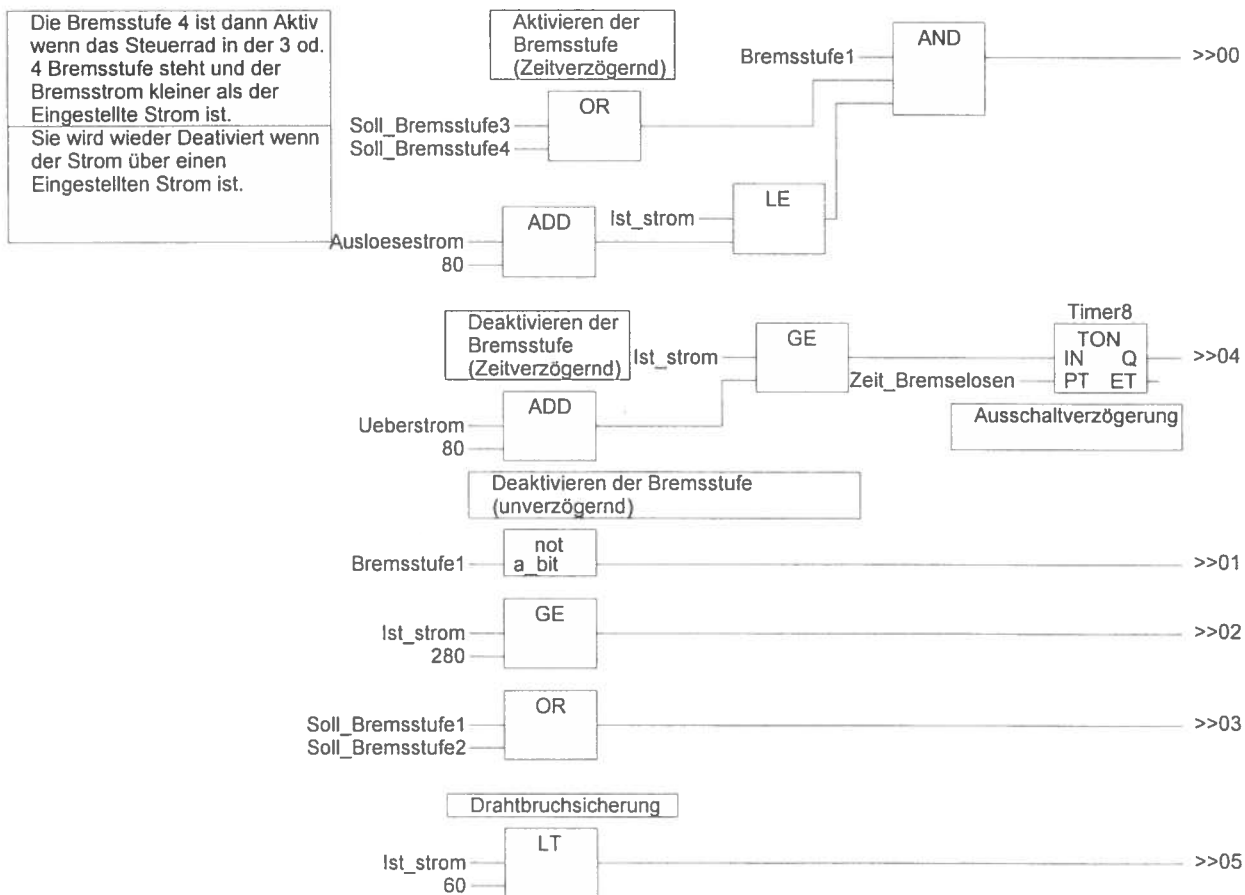 Die Bremsstufe 4 ist dann Aktiv
wenn das Steuerrad in der 3 od.
4 Bremsstufe steht und der
Bremsstrom kleiner als der
Eingestellte Strom ist.
Sie wird wieder Deativiert wenn
der Strom über einen
Eingestellten Strom ist.
Aktivieren der
Bremsstufe
(Zeitverzögernd)
AND
Bremsstufe1
>>00
OR
Soll_Bremsstufe3
Soll_Bremsstufe4
LE
Ist_strom
ADD
Ausloesestrom
80
Deaktivieren der
Bremsstufe
(Zeitverzögernd)
Ist_strom
GE
Timer8
TON
IN Q
PT ET
>>04
Zeit_Bremselosen
ADD
Ueberstrom
80
Ausschaltverzögerung
Deaktivieren der Bremsstufe
(unverzögernd)
not
a_bit
Bremsstufe1
>>01
GE
Ist_strom
280
>>02
OR
Soll_Bremsstufe1
Soll_Bremsstufe2
>>03
Drahtbruchsicherung
LT
Ist_strom
60
>>05